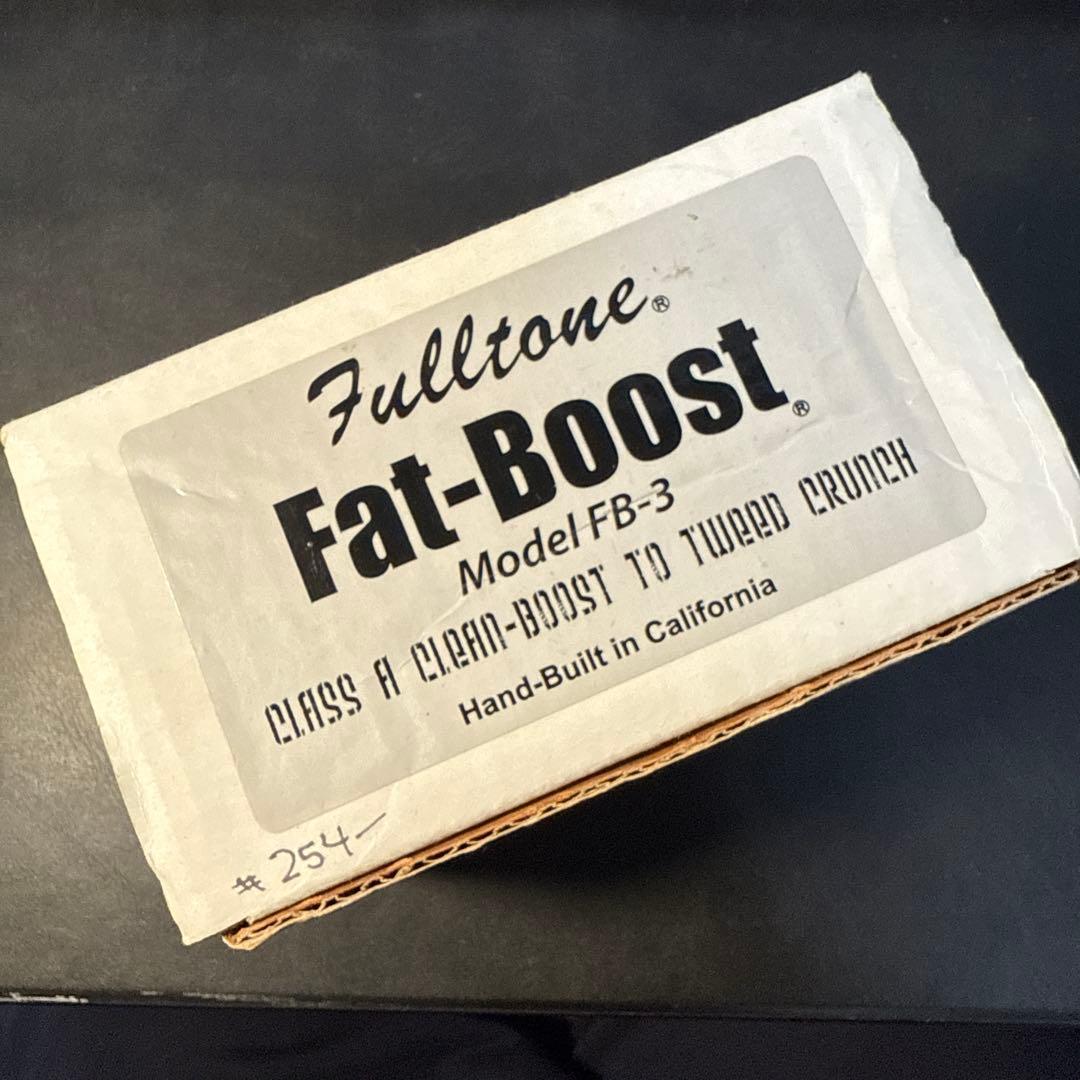 Fulltone®
Fat-Boost®
Model FB-3
CLASS A CLEAN-BOOST TO TWEED CRUNCH
Hand-Built in California
# 254—